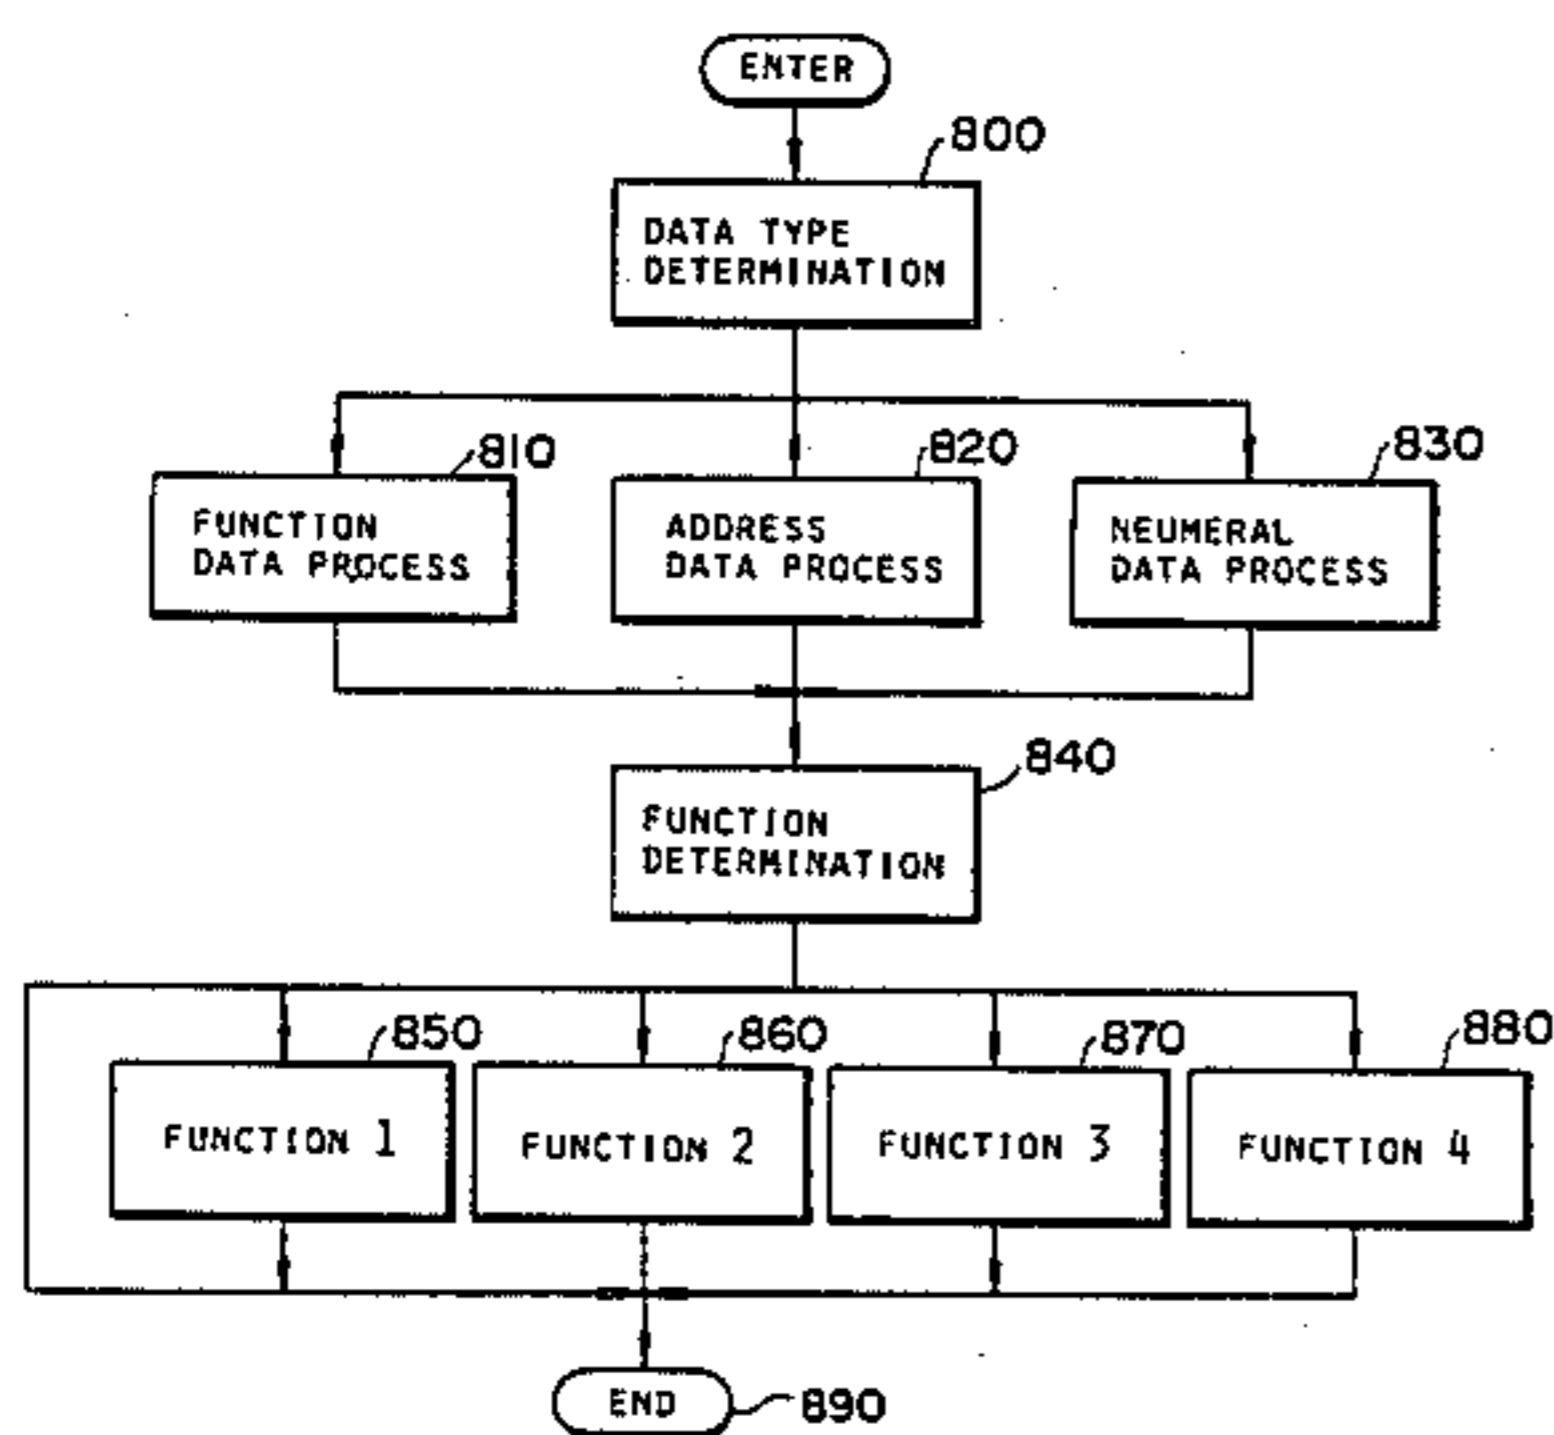 ENTER
800
DATA TYPE
DETERMINATION
810
820
830
FUNCTION
DATA PROCESS
ADDRESS
DATA PROCESS
NEUMERAL
DATA PROCESS
840
FUNCTION
DETERMINATION
850
860
870
880
FUNCTION 1
FUNCTION 2
FUNCTION 3
FUNCTION 4
END
890